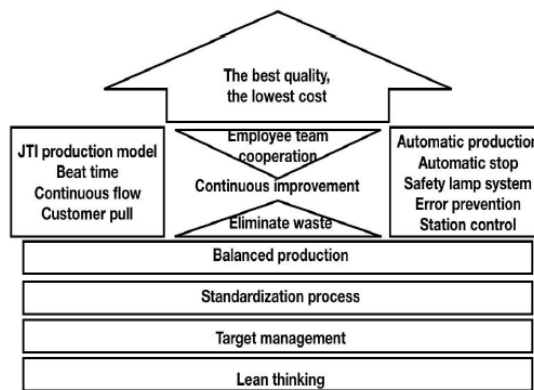 The best quality,
the lowest cost
JTI production model
Beat time
Continuous flow
Customer pull
Employee team
cooperation
Continuous improvement
Eliminate waste
Automatic production
Automatic stop
Safety lamp system
Error prevention
Station control
Balanced production
Standardization process
Target management
Lean thinking